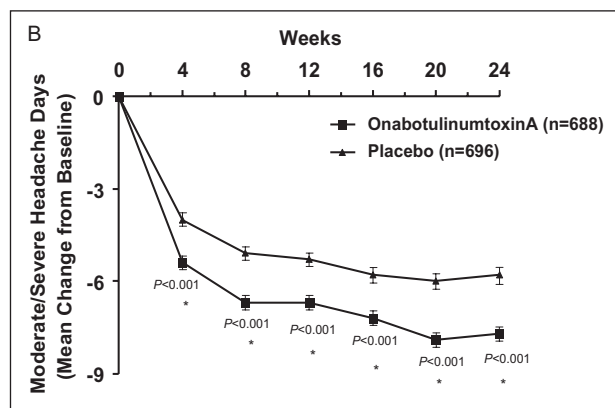 B
Weeks
0 4 8 12 16 20 24
Moderate/Severe Headache Days
(Mean Change from Baseline)
0
-3
-6
-9
OnabotulinumtoxinA (n=688)
Placebo (n=696)
P<0.001
*
P<0.001
*
P<0.001
*
P<0.001
*
P<0.001
*
P<0.001
*